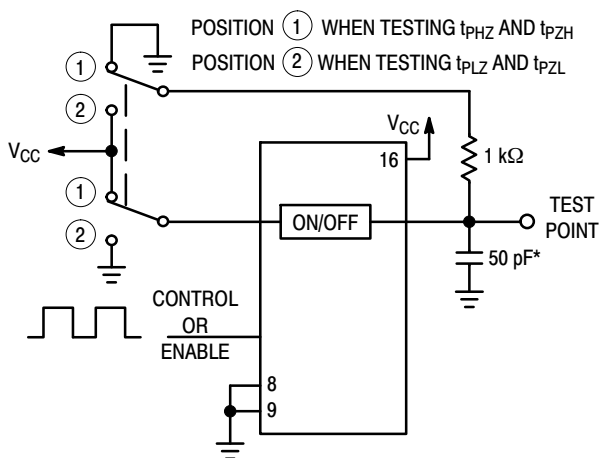 POSITION 1 WHEN TESTING tPHZ AND tPZH
POSITION 2 WHEN TESTING tPLZ AND tPZL
1
2
VCC
1
2
VCC
16
1 kΩ
ON/OFF
TEST
POINT
50 pF*
CONTROL
OR
ENABLE
8
9